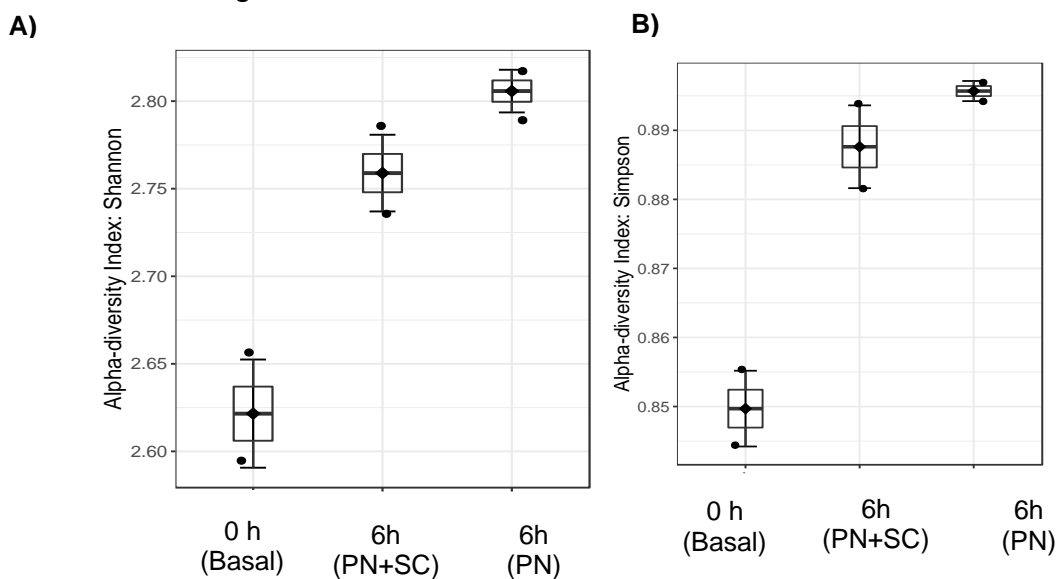 A)
Alpha-diversity Index: Shannon
2.80
2.75
2.70
2.65
2.60
0 h
(Basal)
6h
(PN+SC)
6h
(PN)
B)
Alpha-diversity Index: Simpson
0.89
0.88
0.87
0.86
0.85
0 h
(Basal)
6h
(PN+SC)
6h
(PN)